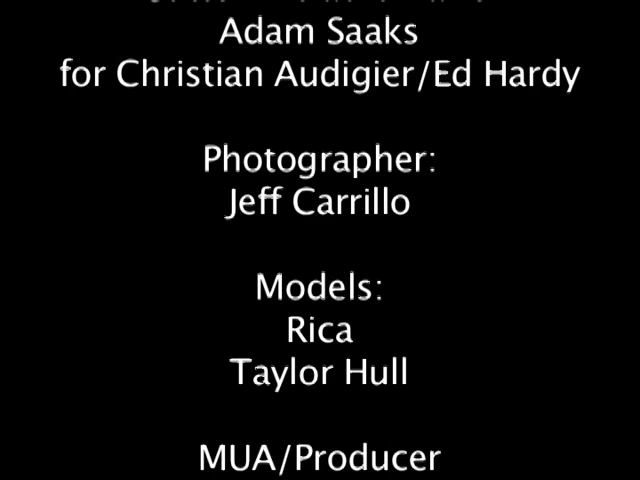 Adam Saaks
for Christian Audigier/Ed Hardy
Photographer:
Jeff Carrillo
Models:
Rica
Taylor Hull
MUA/Producer